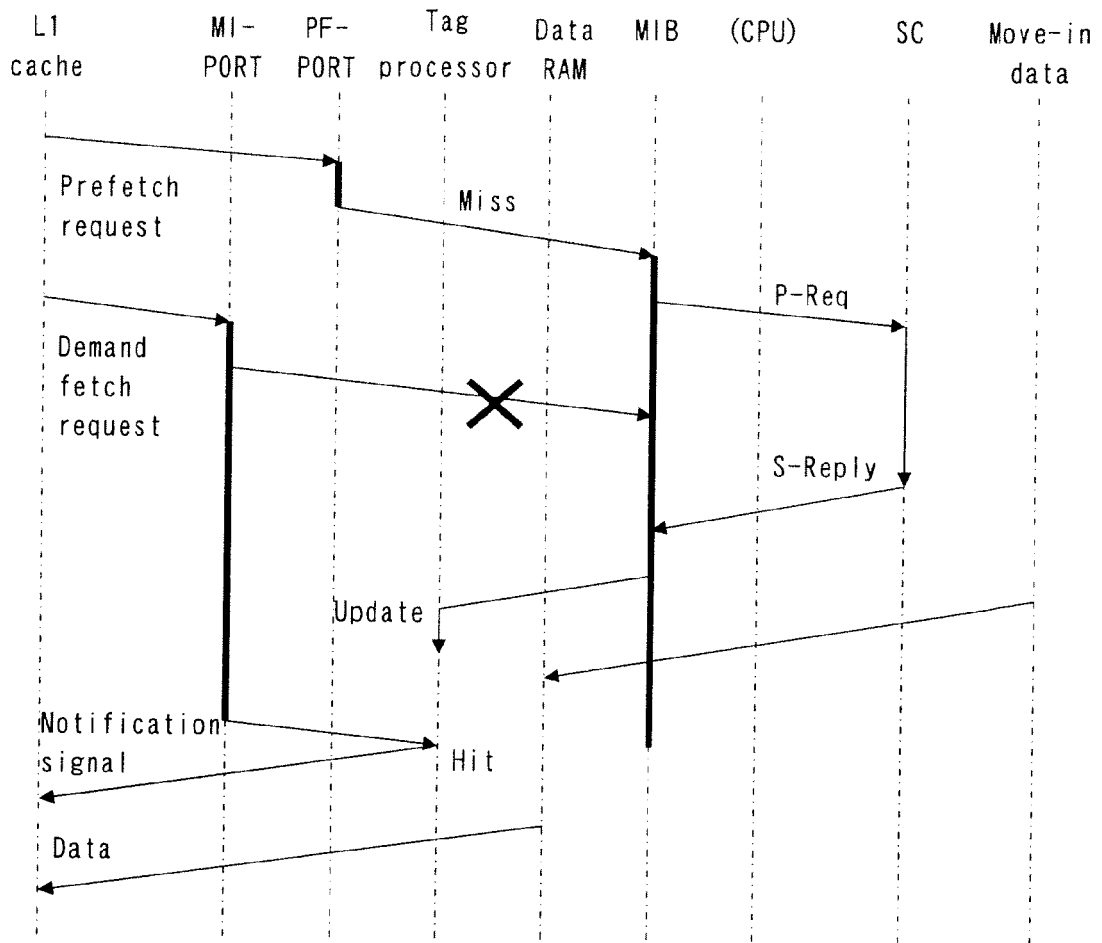 L1 cache
MI-PORT
PF-PORT
Tag processor
Data RAM
MIB
(CPU)
SC
Move-in data
Prefetch request
Miss
P-Req
Demand fetch request
S-Reply
Update
Notification signal
Hit
Data